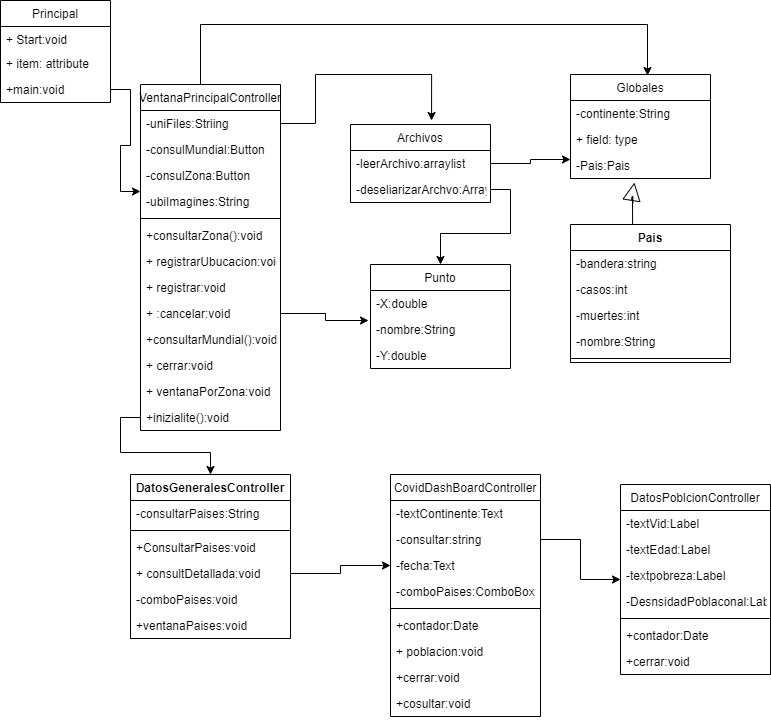 Principal
+ Start:void
+ item: attribute
+main:void
VentanaPrincipalController
-uniFiles:Striing
-consulMundial:Button
-consulZona:Button
-ubiImagines:String
+consultarZona():void
+ registrarUbucacion:voi
+ registrar:void
+ :cancelar:void
+consultarMundial():voi
+ cerrar:void
+ ventanaPorZona:void
+inizialite():void
Archivos
-leerArchivo:arraylist
-deseliarizarArchvo:Array
Globales
-continente:String
+ field: type
-Pais:Pais
Punto
-X:double
-nombre:String
-Y:double
Pais
-bandera:string
-casos:int
-muertes:int
-nombre:String
DatosGeneralesController
-consultarPaises:String
+ConsultarPaises:void
+ consultDetallada:void
-comboPaises:void
+ventanaPaises:void
CovidDashBoardController
-textContinente:Text
-consultar:string
-fecha:Text
-comboPaises:ComboBox
+contador:Date
+ poblacion:void
+cerrar:void
+cosultar:void
DatosPoblcionController
-textVid:Label
-textEdad:Label
-textpobreza:Label
-DesnsidadPoblaconal:Lab
+contador:Date
+cerrar:void